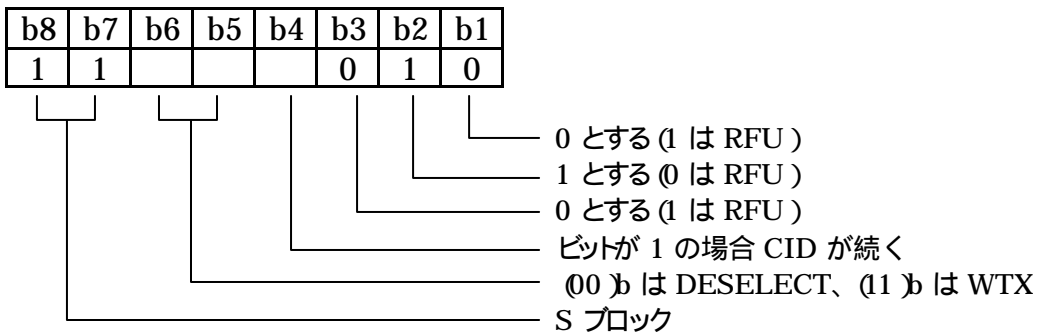 b8 b7 b6 b5 b4 b3 b2 b1
1 1 0 1 0
0 とする (1 は RFU )
1 とする (0 は RFU )
0 とする (1 は RFU )
ビットが 1 の場合 CID が続く
(00 )b は DESELECT、(11 )b は WTX
S ブロック